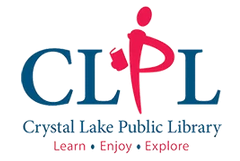 CLPL
Crystal Lake Public Library
Learn • Enjoy • Explore